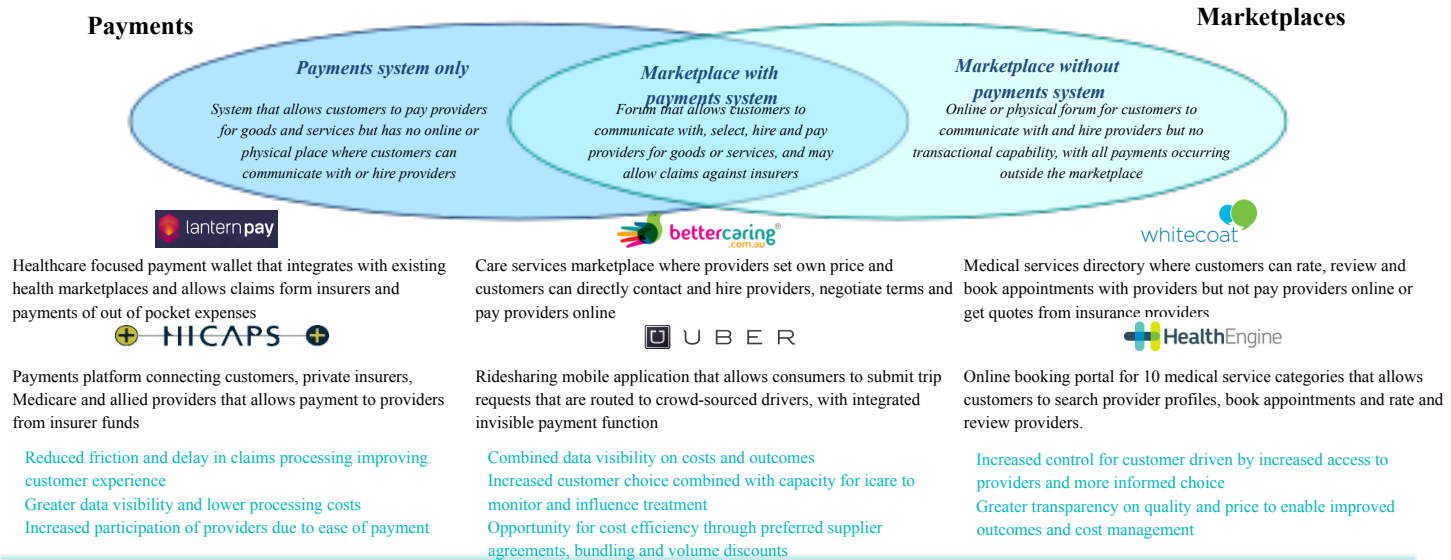 Payments
Marketplaces
Payments system only
System that allows customers to pay providers
for goods and services but has no online or
physical place where customers can
communicate with or hire providers
Marketplace with
payments system
Forum that allows customers to
communicate with, select, hire and pay
providers for goods or services, and may
allow claims against insurers
Marketplace without
payments system
Online or physical forum for customers to
communicate with and hire providers but no
transactional capability, with all payments occurring
outside the marketplace
lanternpay
Healthcare focused payment wallet that integrates with existing
health marketplaces and allows claims form insurers and
payments of out of pocket expenses
HICAPS
Payments platform connecting customers, private insurers,
Medicare and allied providers that allows payment to providers
from insurer funds
Reduced friction and delay in claims processing improving
customer experience
Greater data visibility and lower processing costs
Increased participation of providers due to ease of payment
bettercaring®
.com.au
Care services marketplace where providers set own price and
customers can directly contact and hire providers, negotiate terms and
pay providers online
UBER
Ridesharing mobile application that allows consumers to submit trip
requests that are routed to crowd-sourced drivers, with integrated
invisible payment function
Combined data visibility on costs and outcomes
Increased customer choice combined with capacity for icare to
monitor and influence treatment
Opportunity for cost efficiency through preferred supplier
agreements, bundling and volume discounts
whitecoat
Medical services directory where customers can rate, review and
book appointments with providers but not pay providers online or
get quotes from insurance providers
HealthEngine
Online booking portal for 10 medical service categories that allows
customers to search provider profiles, book appointments and rate and
review providers.
Increased control for customer driven by increased access to
providers and more informed choice
Greater transparency on quality and price to enable improved
outcomes and cost management